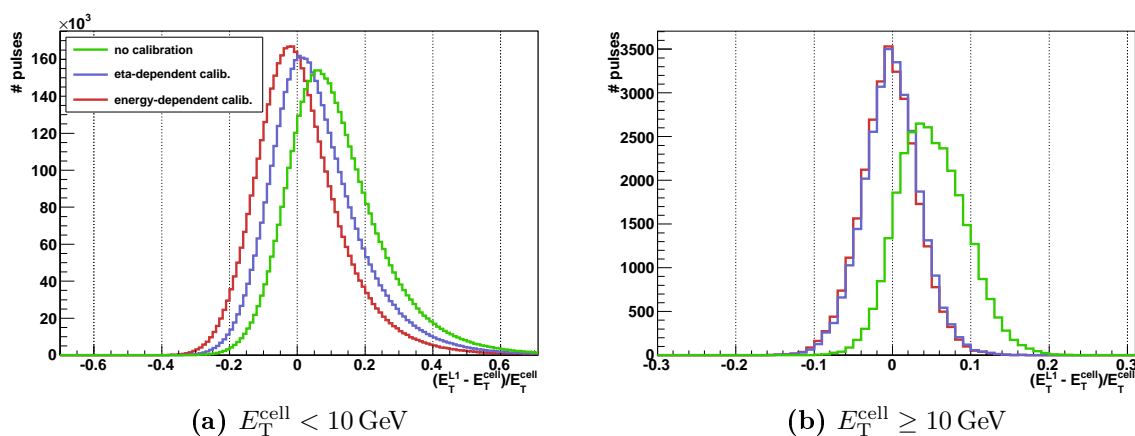 ×10³
# pulses
160
140
120
100
80
60
40
20
0
no calibration
eta-dependent calib.
energy-dependent calib.
-0.6 -0.4 -0.2 0 0.2 0.4 0.6
(E_T^L1 - E_T^cell)/E_T^cell
(a) E_T^cell < 10 GeV
# pulses
3500
3000
2500
2000
1500
1000
500
0
-0.3 -0.2 -0.1 0 0.1 0.2 0.3
(E_T^L1 - E_T^cell)/E_T^cell
(b) E_T^cell ≥ 10 GeV